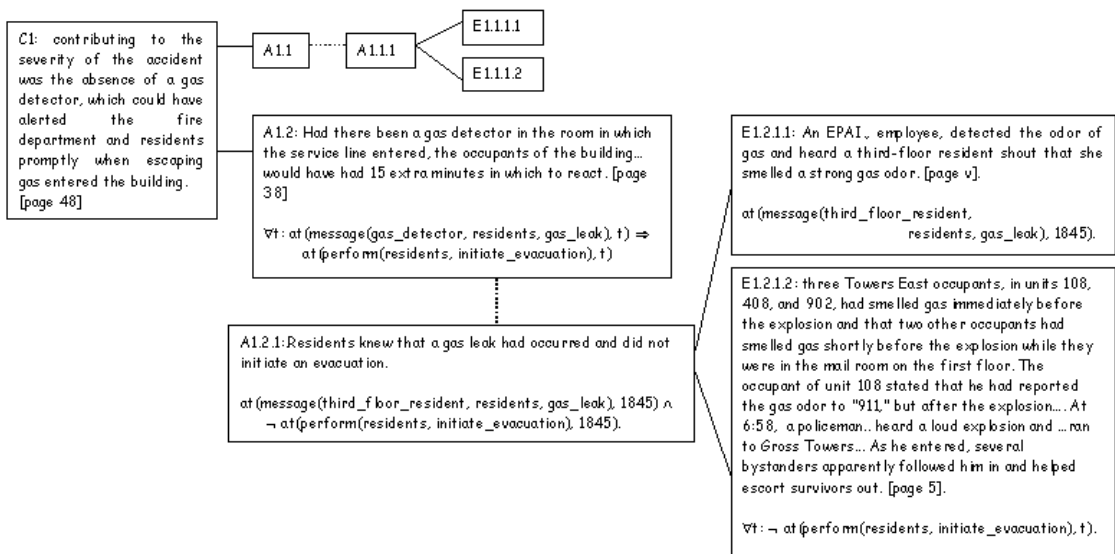 C1: contributing to the
severity of the accident
was the absence of a gas
detector, which could have
alerted the fire
department and residents
promptly when escaping
gas entered the building.
[page 48]
A1.1
A1.1.1
E1.1.1.1
E1.1.1.2
A1.2: Had there been a gas detector in the room in which
the service line entered, the occupants of the building...
would have had 15 extra minutes in which to react. [page
38]
∀t: at(message(gas_detector, residents, gas_leak), t) ⇒
at(perform(residents, initiate_evacuation), t)
A1.2.1:Residents knew that a gas leak had occurred and did not
initiate an evacuation.
at(message(third_floor_resident, residents, gas_leak), 1845) ∧
¬ at(perform(residents, initiate_evacuation), 1845).
E1.2.1.1: An EPAI., employee, detected the odor of
gas and heard a third-floor resident shout that she
smelled a strong gas odor. [page v].
at(message(third_floor_resident,
residents, gas_leak), 1845).
E1.2.1.2: three Towers East occupants, in units 108,
408, and 902, had smelled gas immediately before
the explosion and that two other occupants had
smelled gas shortly before the explosion while they
were in the mail room on the first floor. The
occupant of unit 108 stated that he had reported
the gas odor to "911," but after the explosion.... At
6:58, a policeman.. heard a loud explosion and ...ran
to Gross Towers... As he entered, several
bystanders apparently followed him in and helped
escort survivors out. [page 5].
∀t: ¬ at(perform(residents, initiate_evacuation), t).